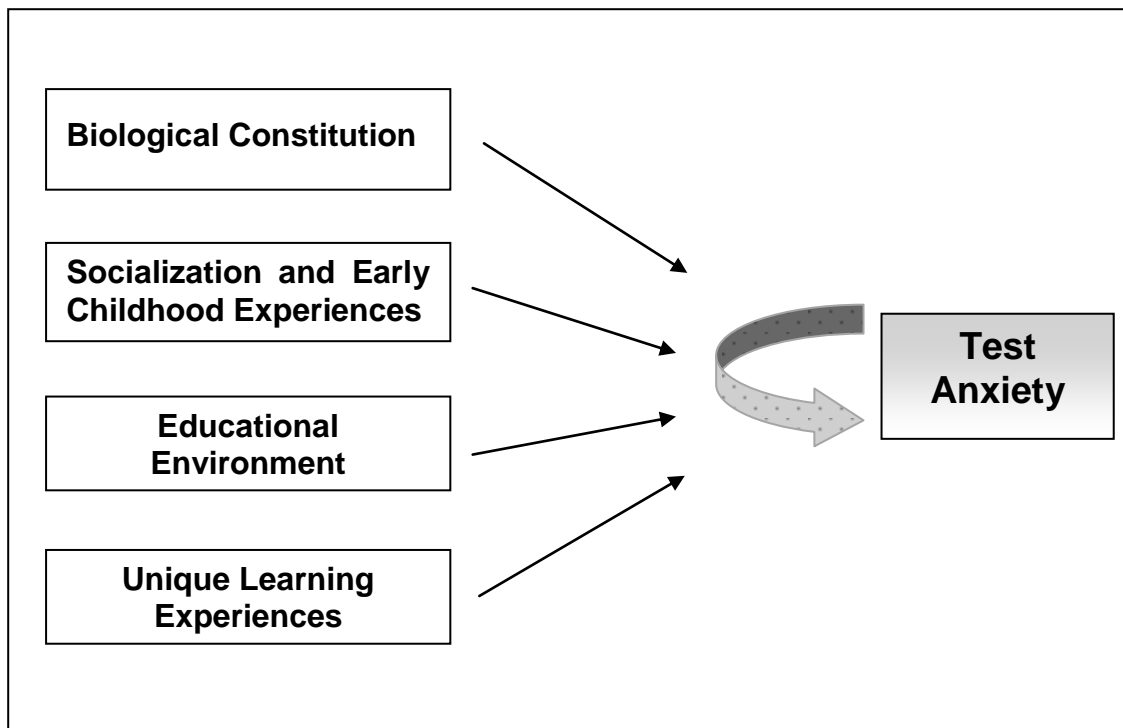 Biological Constitution
Socialization and Early
Childhood Experiences
Educational
Environment
Unique Learning
Experiences
Test
Anxiety